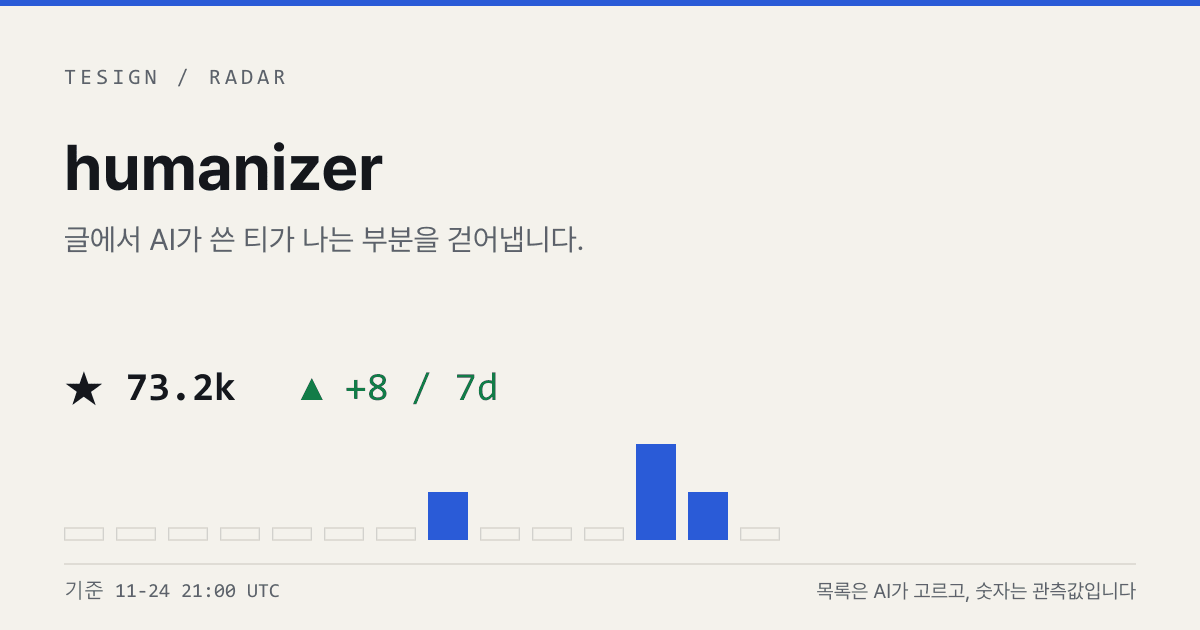 TESIGN / RADAR
humanizer
글에서 AI가 쓴 티가 나는 부분을 걷어냅니다.
★ 73.2k ▲ +8 / 7d
기준 11-24 21:00 UTC
목록은 AI가 고르고, 숫자는 관측값입니다